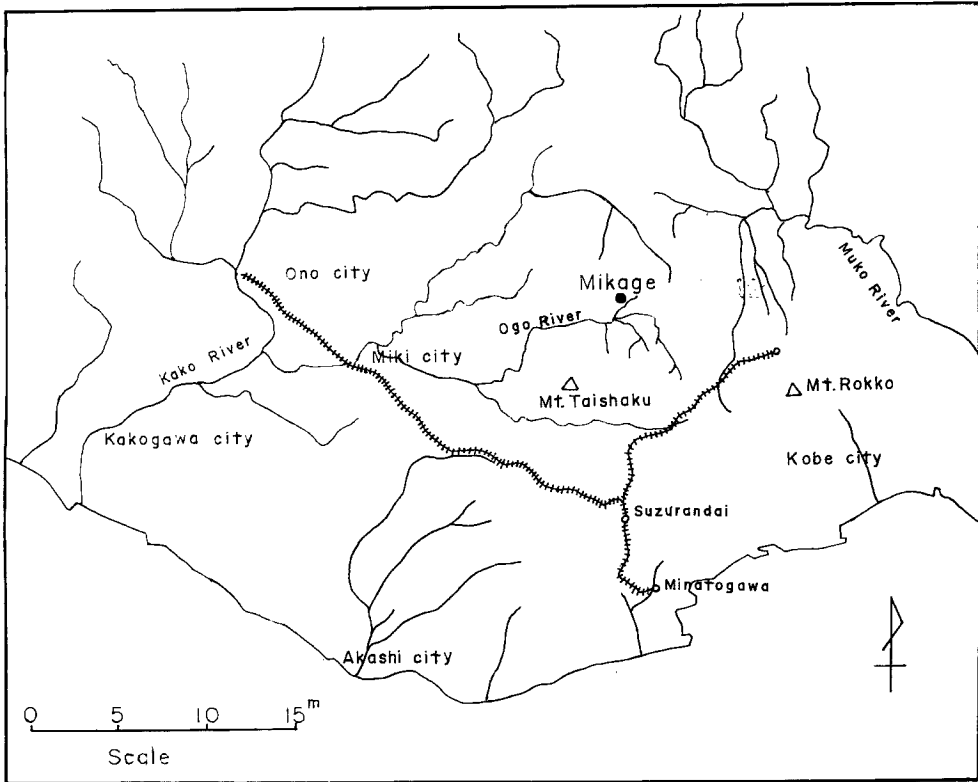 Ono city
Mikage
Ogo River
Muko River
Kako River
Miki city
Mt. Taishaku
Mt. Rokko
Kakogawa city
Kobe city
Suzurandai
Minatogawa
Akashi city
0 5 10 15 m
Scale